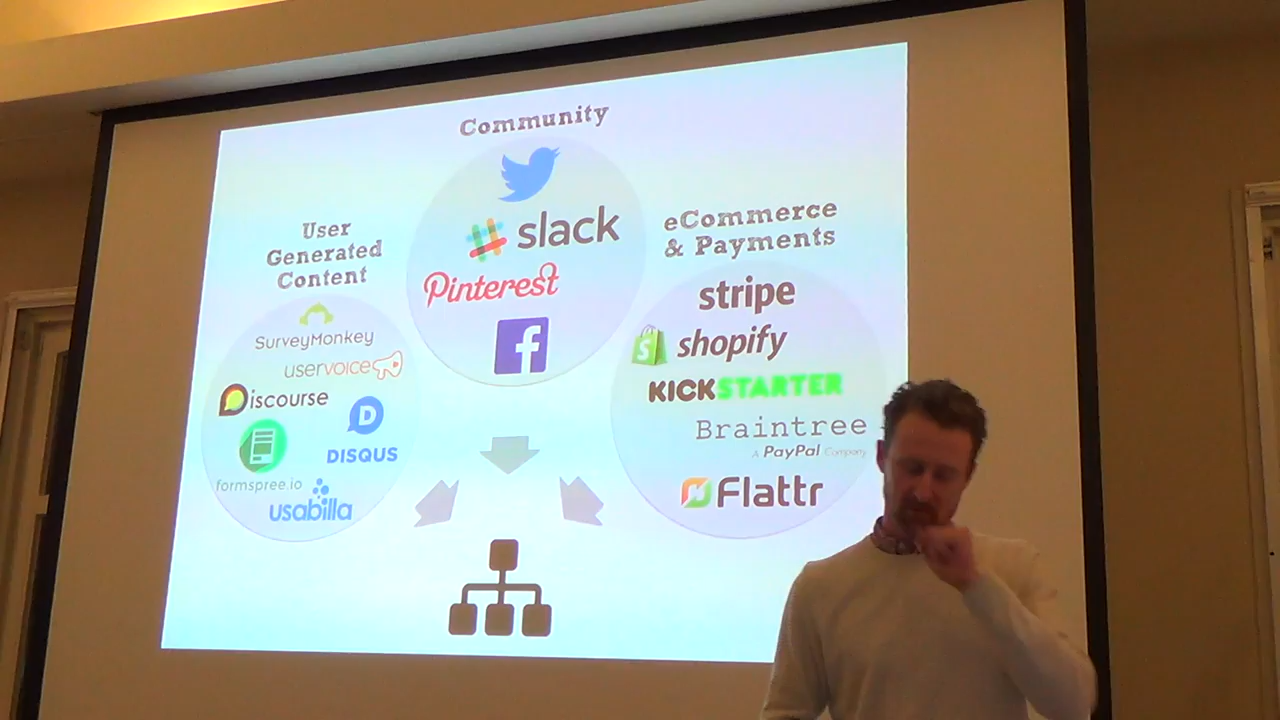 Community
slack
Pinterest
f
User
Generated
Content
SurveyMonkey
uservoice
Discourse
D
DISQUS
formspree.io
usabilla
eCommerce
& Payments
stripe
S
shopify
KICKSTARTER
Braintree
A PayPal Company
Flattr